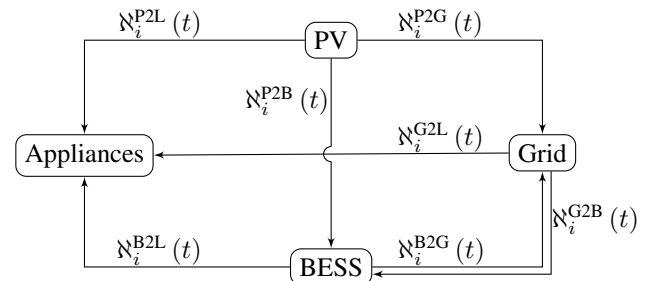 ℵ_i^{P2L}(t) PV ℵ_i^{P2G}(t)
ℵ_i^{P2B}(t)
ℵ_i^{G2L}(t)
Appliances Grid
ℵ_i^{G2B}(t)
ℵ_i^{B2L}(t) ℵ_i^{B2G}(t)
BESS